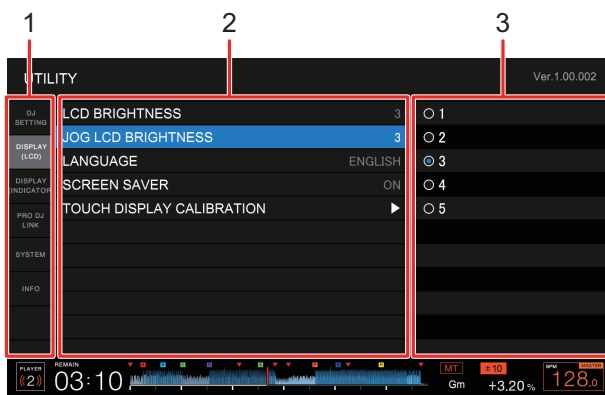 1 2 3
UTILITY Ver.1.00.002
DJ
SETTING
DISPLAY
(LCD)
DISPLAY
INDICATOR
PRO DJ
LINK
SYSTEM
INFO
LCD BRIGHTNESS 3
JOG LCD BRIGHTNESS 3
LANGUAGE ENGLISH
SCREEN SAVER ON
TOUCH DISPLAY CALIBRATION
1
2
3
4
5
PLAYER
2
REMAIN
03:10
MT ±10
Gm +3.20 %
BPM MASTER
128.0